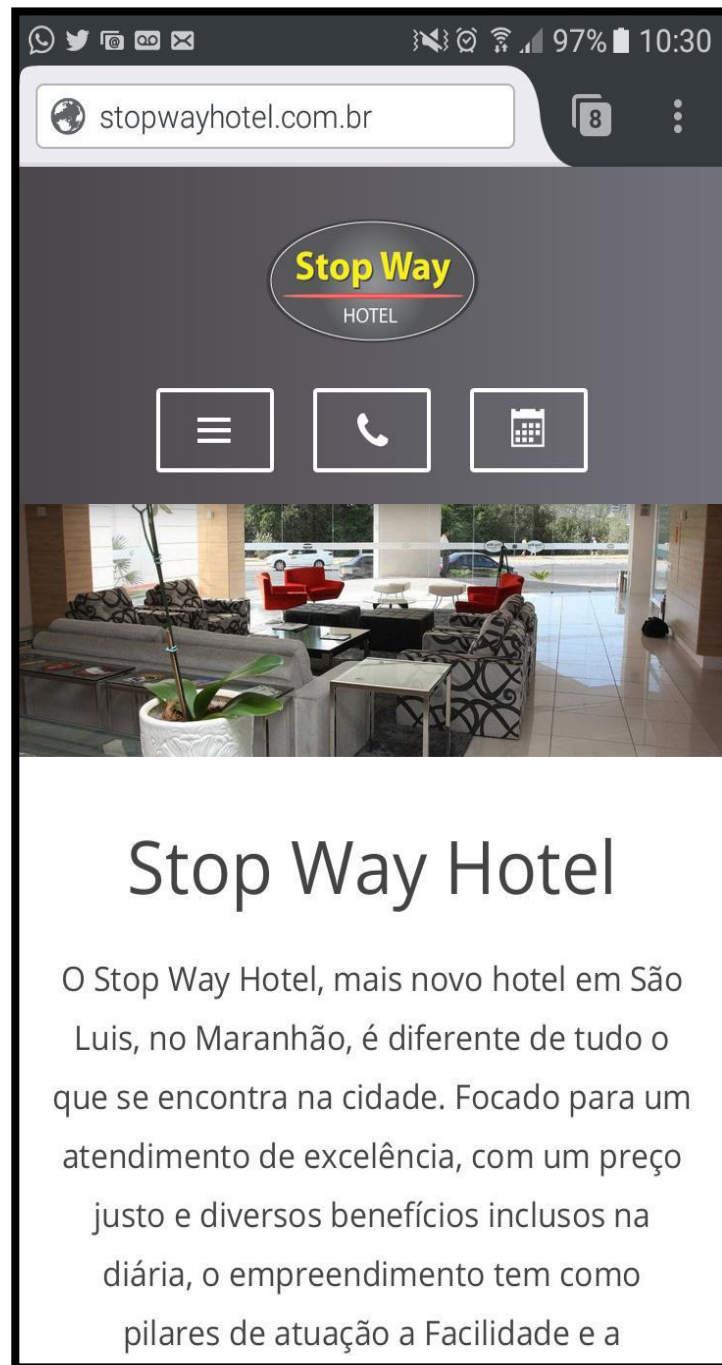 97% 10:30
stopwayhotel.com.br
8
Stop Way
HOTEL
Stop Way Hotel
O Stop Way Hotel, mais novo hotel em São
Luis, no Maranhão, é diferente de tudo o
que se encontra na cidade. Focado para um
atendimento de excelência, com um preço
justo e diversos benefícios inclusos na
diária, o empreendimento tem como
pilares de atuação a Facilidade e a